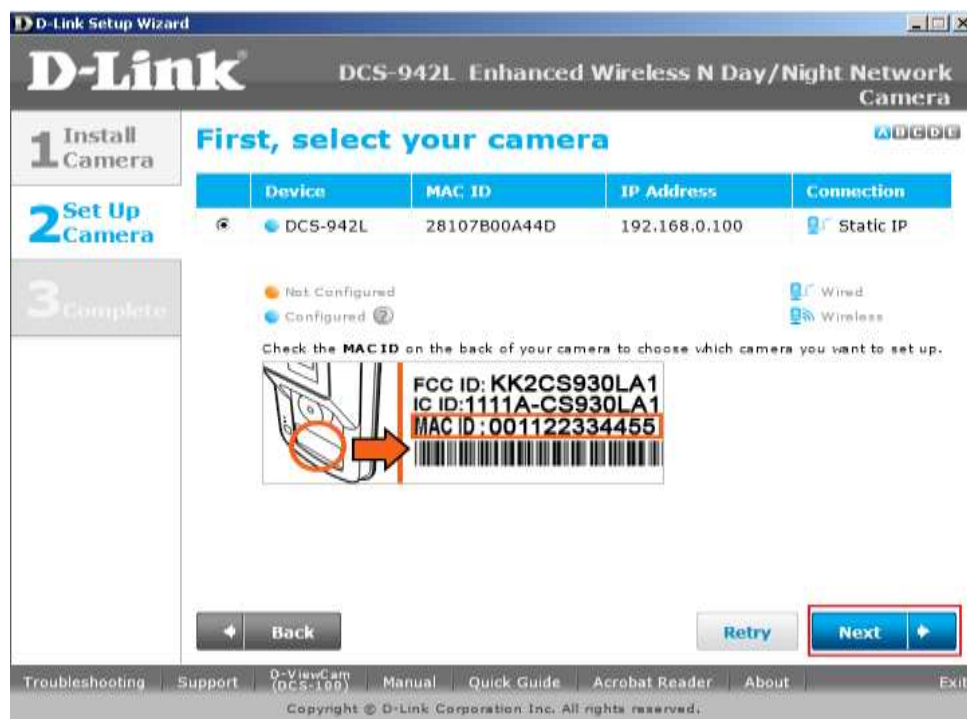 D-Link Setup Wizard
D-Link
DCS-942L Enhanced Wireless N Day/Night Network
Camera
1 Install
Camera
2 Set Up
Camera
3 Complete
First, select your camera
A B C D E
Device MAC ID IP Address Connection
DCS-942L 28107B00A44D 192.168.0.100 Static IP
Not Configured Wired
Configured ? Wireless
Check the MAC ID on the back of your camera to choose which camera you want to set up.
FCC ID: KK2CS930LA1
IC ID:1111A-CS930LA1
MAC ID : 001122334455
Back Retry Next
Troubleshooting Support D-ViewCam (DCS-100) Manual Quick Guide Acrobat Reader About Exit
Copyright © D-Link Corporation Inc. All rights reserved.